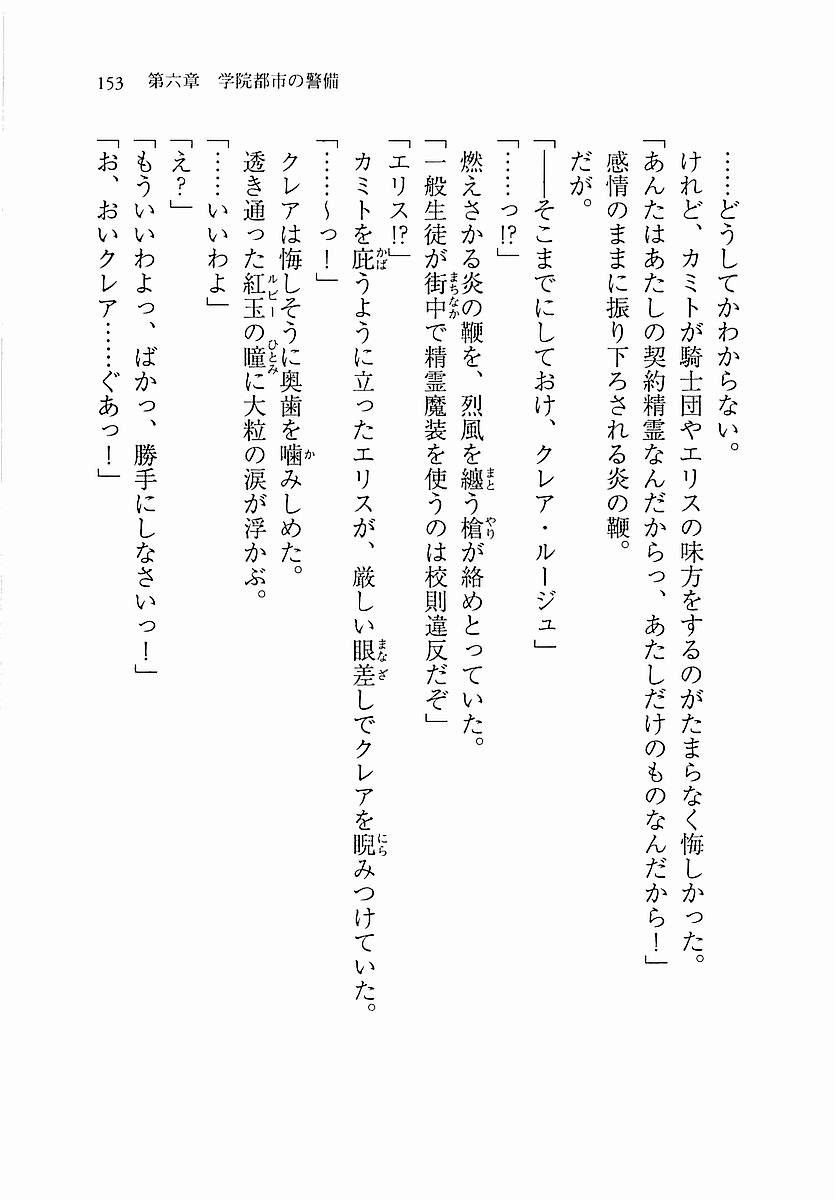 153　第六章　学院都市の警備
……どうしてかわからない。
けれど、カミトが騎士団やエリスの味方をするのがたまらなく悔しかった。
「あんたはあたしの契約精霊なんだからっ、あたしだけのものなんだから！」
感情のままに振り下ろされる炎の鞭。
だが。
「――そこまでにしておけ、クレア・ルージュ」
「……っ!?」
燃えさかる炎の鞭を、烈風を纏う槍が絡めとっていた。
「一般生徒が街中で精霊魔装を使うのは校則違反だぞ」
「エリス!?」
カミトを庇うように立ったエリスが、厳しい眼差しでクレアを睨みつけていた。
「……～っ！」
クレアは悔しそうに奥歯を噛みしめた。
透き通った紅玉の瞳に大粒の涙が浮かぶ。
「……いいわよ」
「え？」
「もういいわよっ、ばかっ、勝手にしなさいっ！」
「お、おいクレア……ぐあっ！」